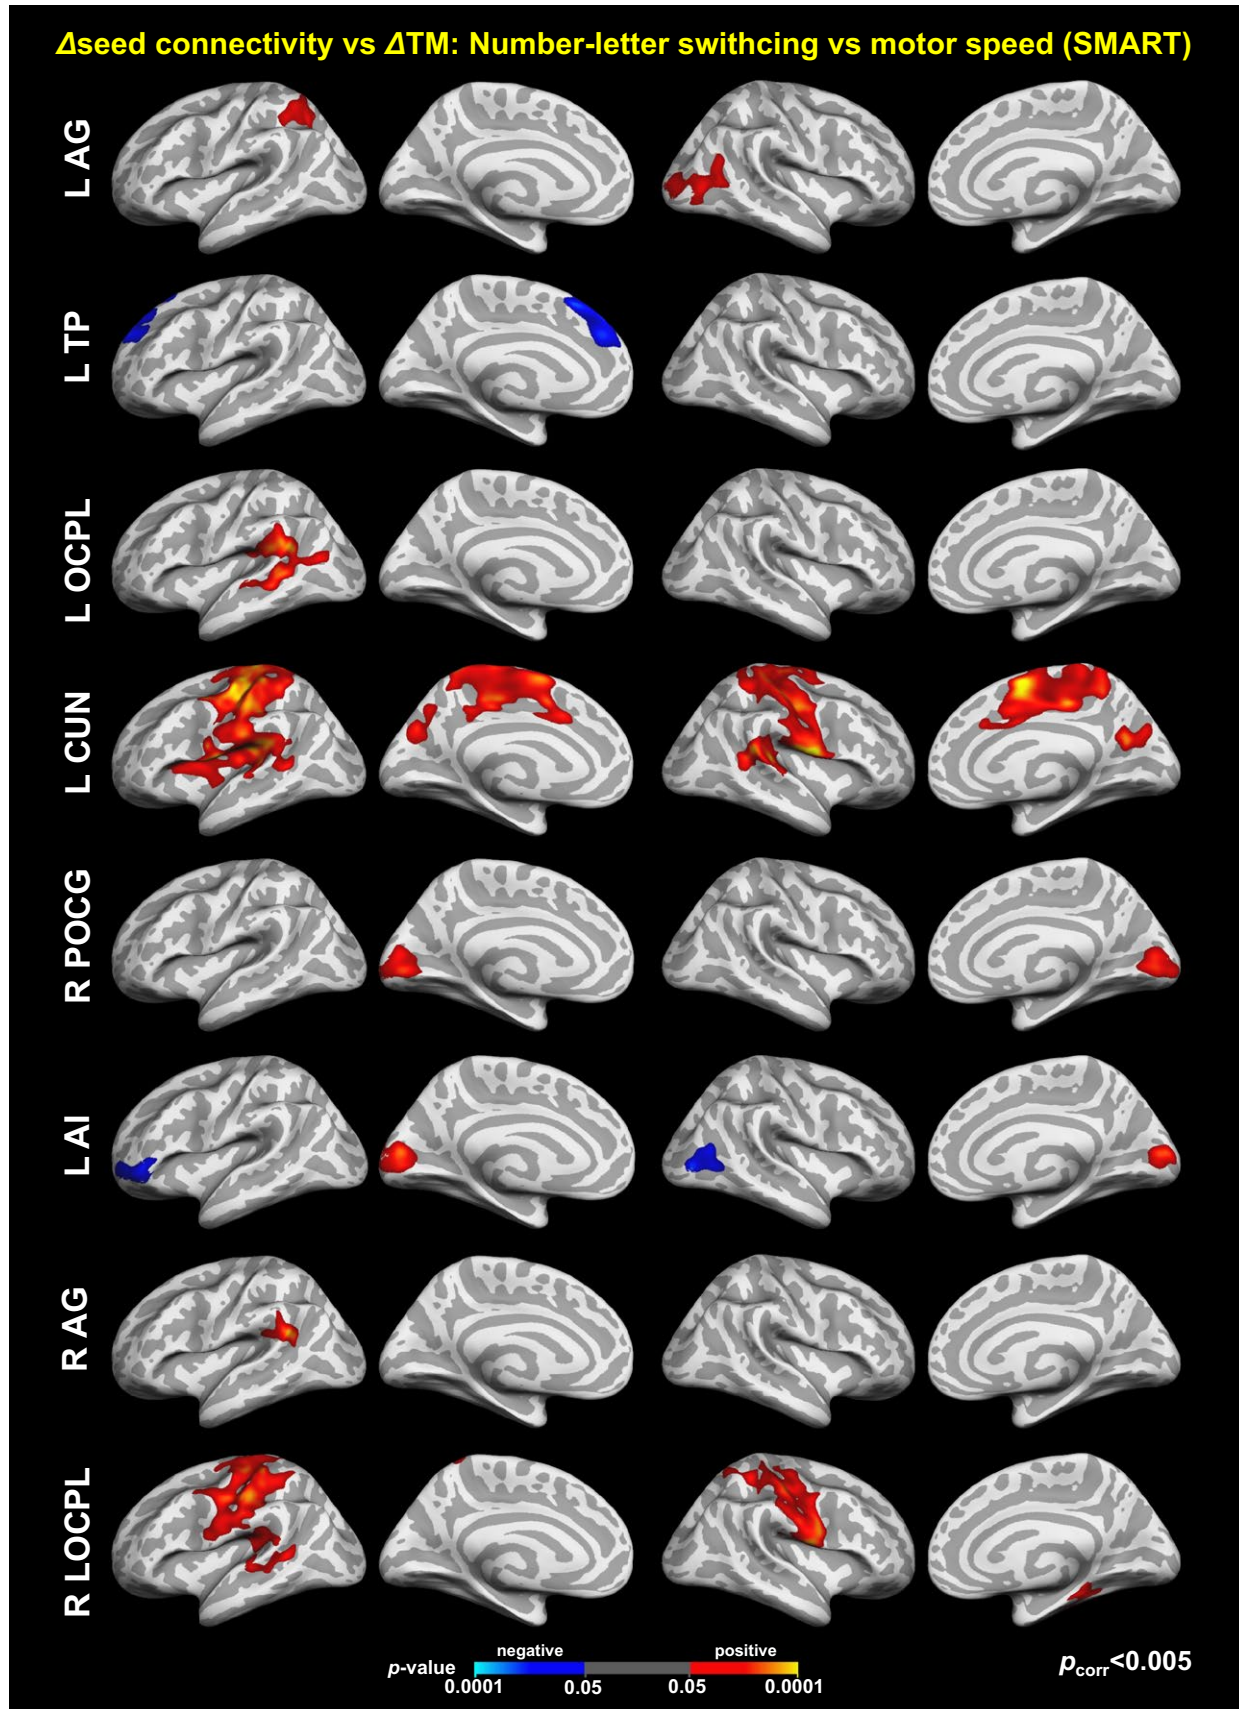 Δseed connectivity vs ΔTM: Number-letter swithcing vs motor speed (SMART)
L AG
L TP
L OCPL
L CUN
R POCG
L AI
R AG
R LOCPL
negative positive
p-value
0.0001 0.05 0.05 0.0001
pcorr<0.005